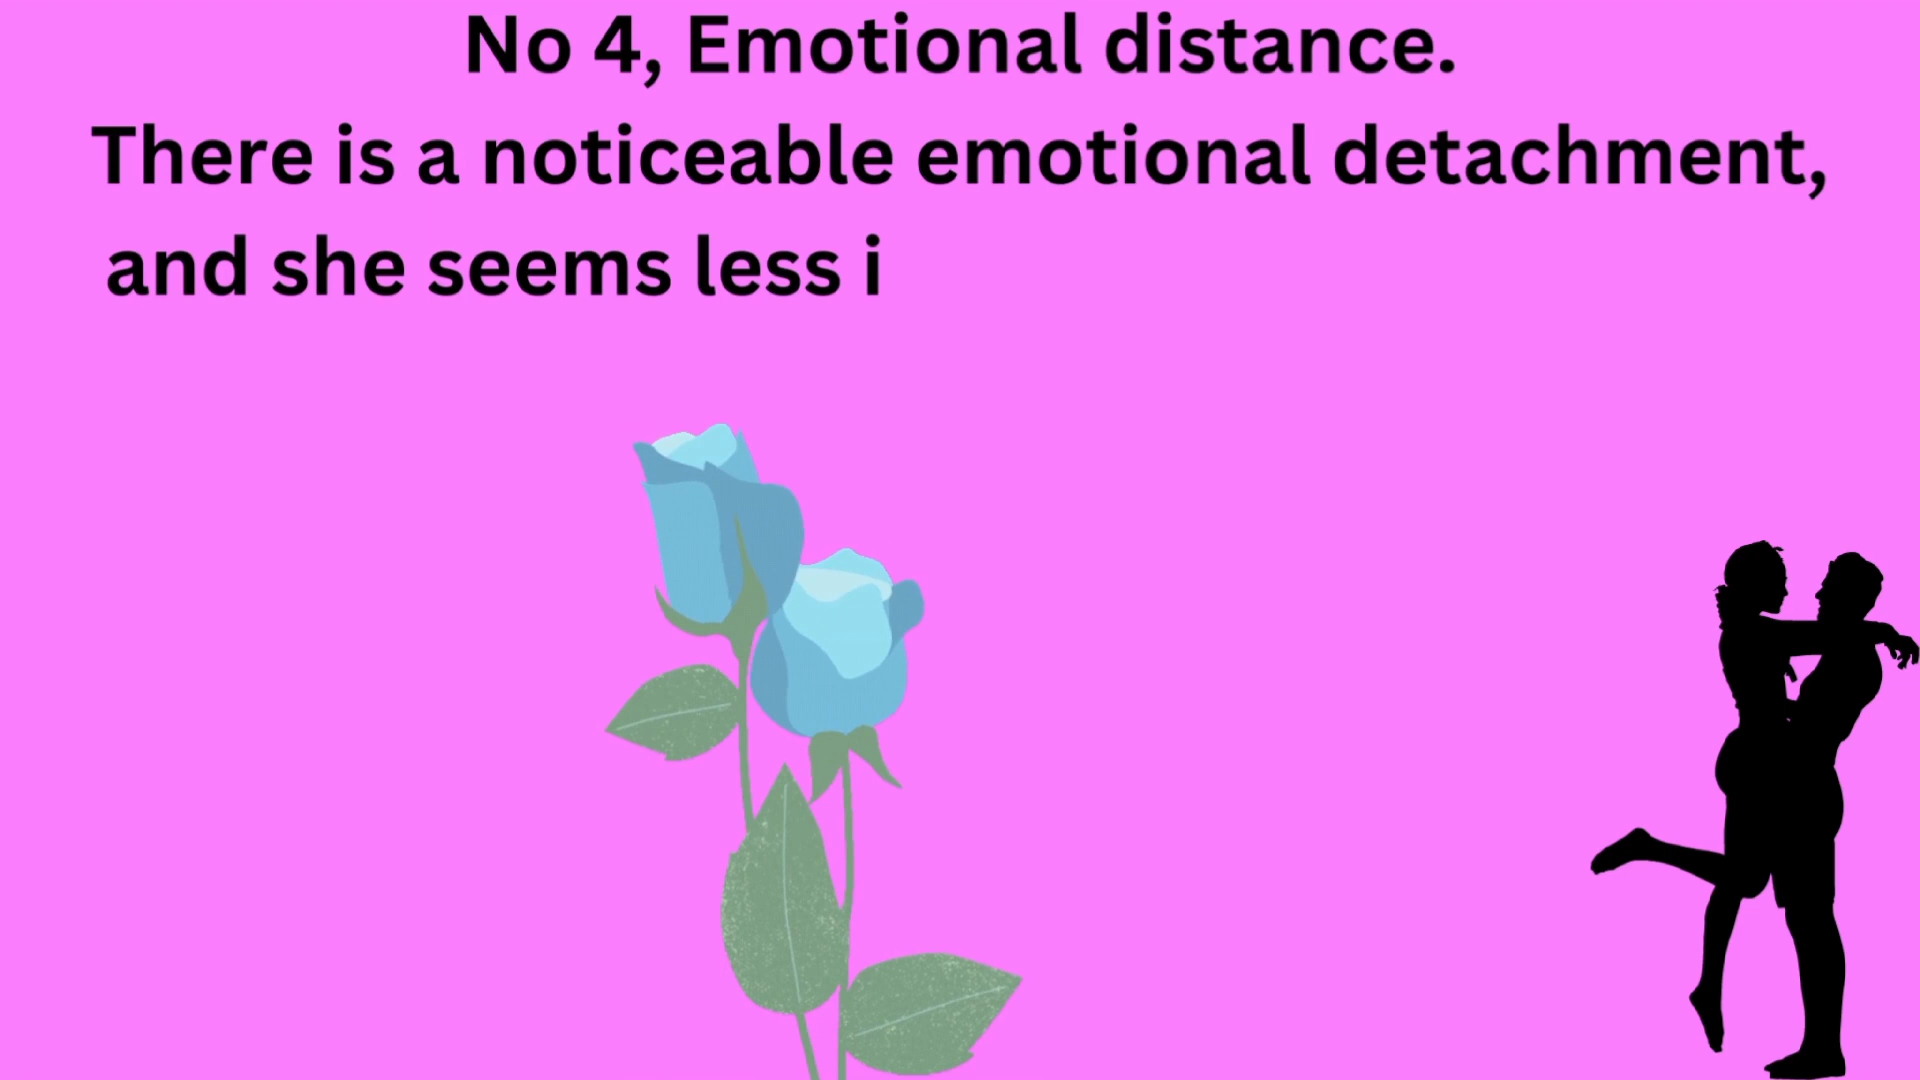 No 4, Emotional distance.
There is a noticeable emotional detachment,
and she seems less i